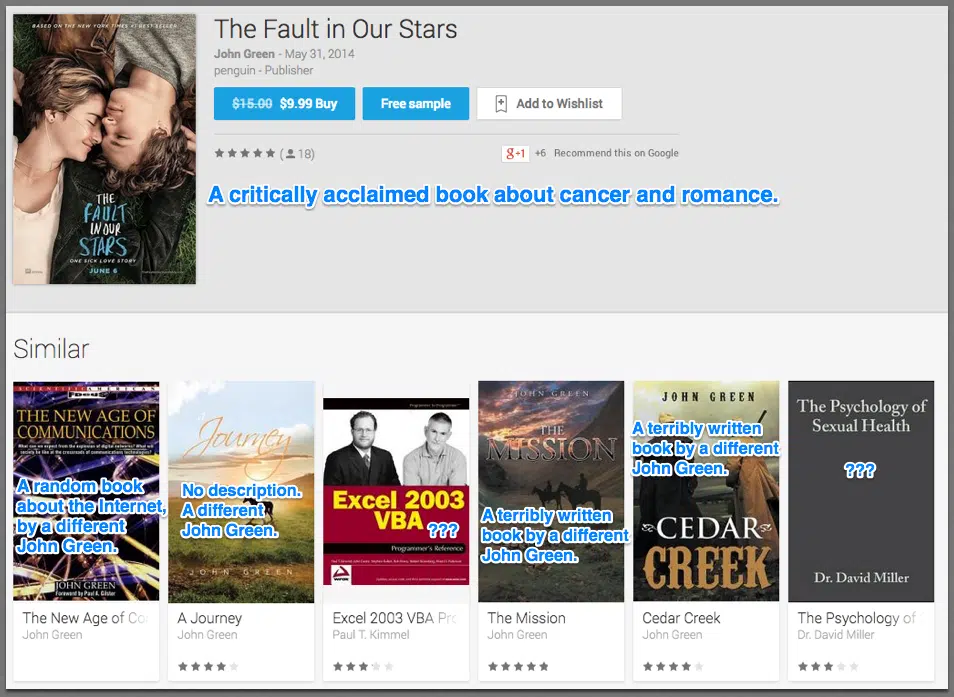 BASED ON THE NEW YORK TIMES #1 BEST SELLER
THE
FAULT
IN OUR
STARS
ONE SICK LOVE STORY
JUNE 6
The Fault in Our Stars
John Green - May 31, 2014
penguin - Publisher
$15.00 $9.99 Buy
Free sample
Add to Wishlist
(18)
g+1
+6 Recommend this on Google
A critically acclaimed book about cancer and romance.
Similar
SCIENTIFIC AMERICAN
Focus
THE NEW AGE OF
COMMUNICATIONS
A random book
about the Internet,
by a different
John Green.
JOHN GREEN
Foreword by Paul A. Gilster
The New Age of Co
John Green
Journey
No description.
A different
John Green.
JOHN GREEN
A Journey
John Green
Programmer to Programmer
Excel 2003
VBA
???
Programmer's Reference
Excel 2003 VBA Pro
Paul T. Kimmel
JOHN GREEN
THE
MISSION
A terribly written
book by a different
John Green.
The Mission
John Green
JOHN GREEN
A terribly written
book by a different
John Green.
CEDAR
CREEK
Cedar Creek
John Green
The Psychology of
Sexual Health
???
Dr. David Miller
The Psychology of
Dr. David Miller